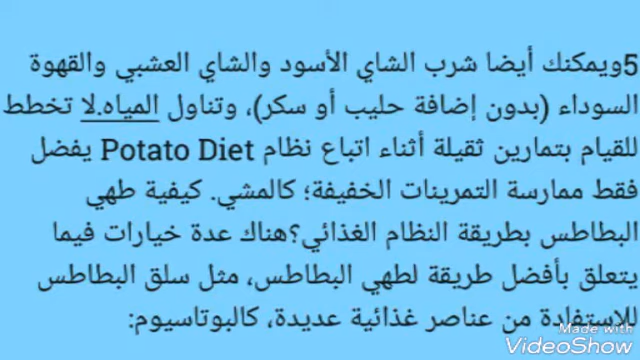 5ويمكنك أيضا شرب الشاي الأسود والشاي العشبي والقهوة
السوداء (بدون إضافة حليب أو سكر)، وتناول المياه.لا تخطط
للقيام بتمارين ثقيلة أثناء اتباع نظام Potato Diet يفضل
فقط ممارسة التمرينات الخفيفة؛ كالمشي. كيفية طهي
البطاطس بطريقة النظام الغذائي؟هناك عدة خيارات فيما
يتعلق بأفضل طريقة لطهي البطاطس، مثل سلق البطاطس
للإستفادة من عناصر غذائية عديدة، كالبوتاسيوم:
Made with
VideoShow